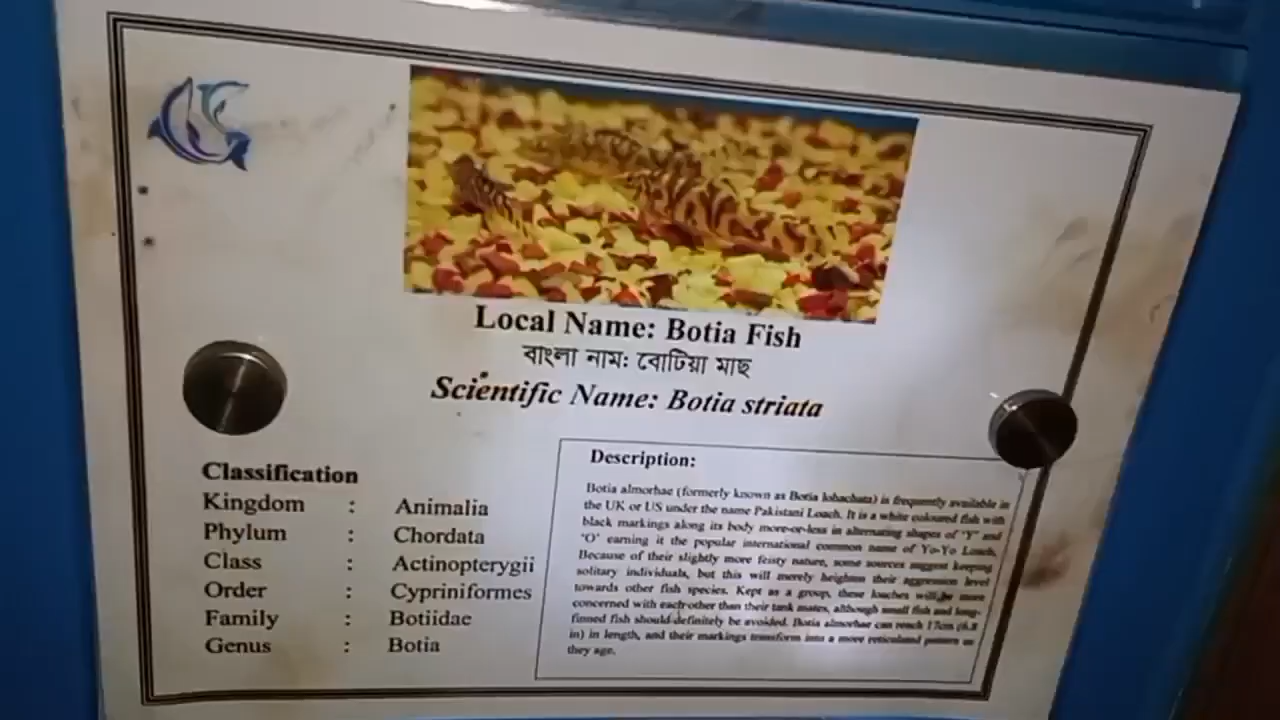 Local Name: Botia Fish
বাংলা নামঃ বোটিয়া মাছ
Scientific Name: Botia striata
Classification
Kingdom : Animalia
Phylum : Chordata
Class : Actinopterygii
Order : Cypriniformes
Family : Botiidae
Genus : Botia
Description:
Botia almorhae (formerly known as Botia lohachata) is frequently available in
the UK or US under the name Pakistani Loach. It is a white coloured fish with
black markings along its body more-or-less in alternating shapes of 'Y' and
'O' earning it the popular international common name of Yo-Yo Loach.
Because of their slightly more feisty nature, some sources suggest keeping
solitary individuals, but this will merely heighten their aggression level
towards other fish species. Kept as a group, these loaches will be more
concerned with each other than their tank mates, although small fish and long-
finned fish should definitely be avoided. Botia almorhae can reach 17cm (6.8
in) in length, and their markings transform into a more reticulated pattern as
they age.